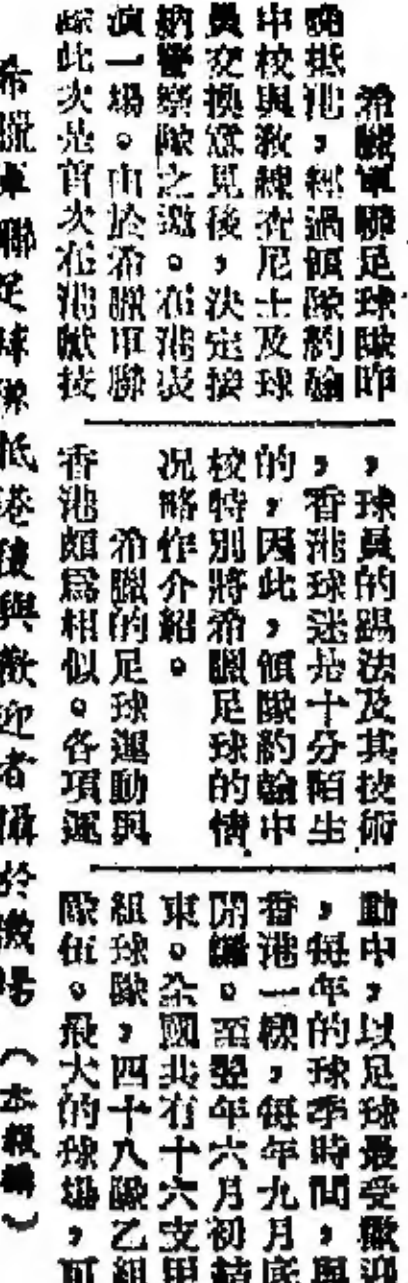 希臘軍聯足球隊昨
晚抵港，經過領隊約翰
中校與教練查尼士及球
員交換意見後，決定接
納警察隊之邀。在港表
演一場。由於希臘軍聯
隊此次是首次在港獻技
，球員的踢法及其技術
，香港球迷是十分陌生
的，因此，領隊約翰中
校特別將希臘足球的情
况略作介紹。
希臘的足球運動與
香港頗爲相似。各項運
動中，以足球最受歡迎
，每年的球季時間，與
香港一樣，每年九月底
開鑼。至翌年六月初結
束。全國共有十六支甲
組球隊，四十八隊乙組
隊伍。最大的球場，可
希臘軍聯足球隊抵港後與歡迎者攝於機場（本報攝）